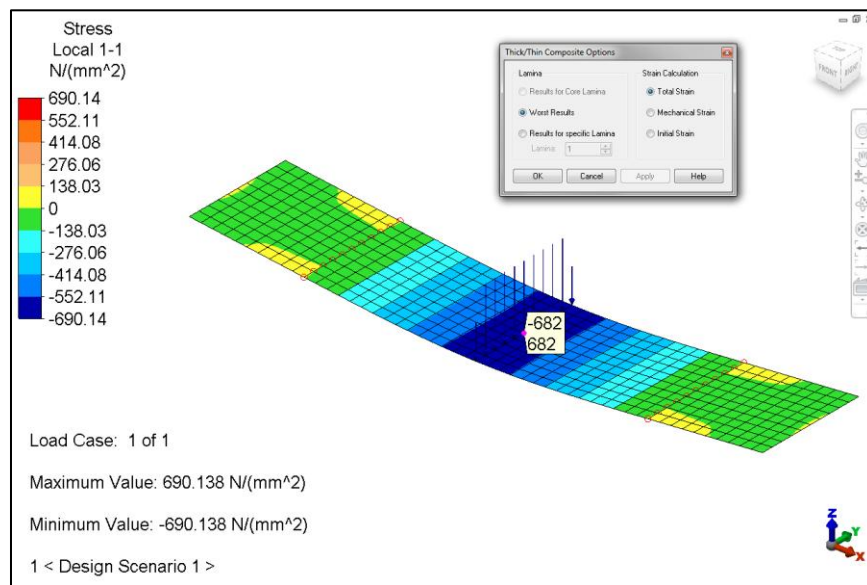 Stress
Local 1-1
N/(mm^2)
690.14
552.11
414.08
276.06
138.03
0
-138.03
-276.06
-414.08
-552.11
-690.14
Thick/Thin Composite Options
Lamina
Results for Core Lamina
Worst Results
Results for specific Lamina
Lamina: 1
Strain Calculation
Total Strain
Mechanical Strain
Initial Strain
OK Cancel Apply Help
FRONT RIGHT
-682
682
Load Case: 1 of 1
Maximum Value: 690.138 N/(mm^2)
Minimum Value: -690.138 N/(mm^2)
1 < Design Scenario 1 >
Z
Y
X